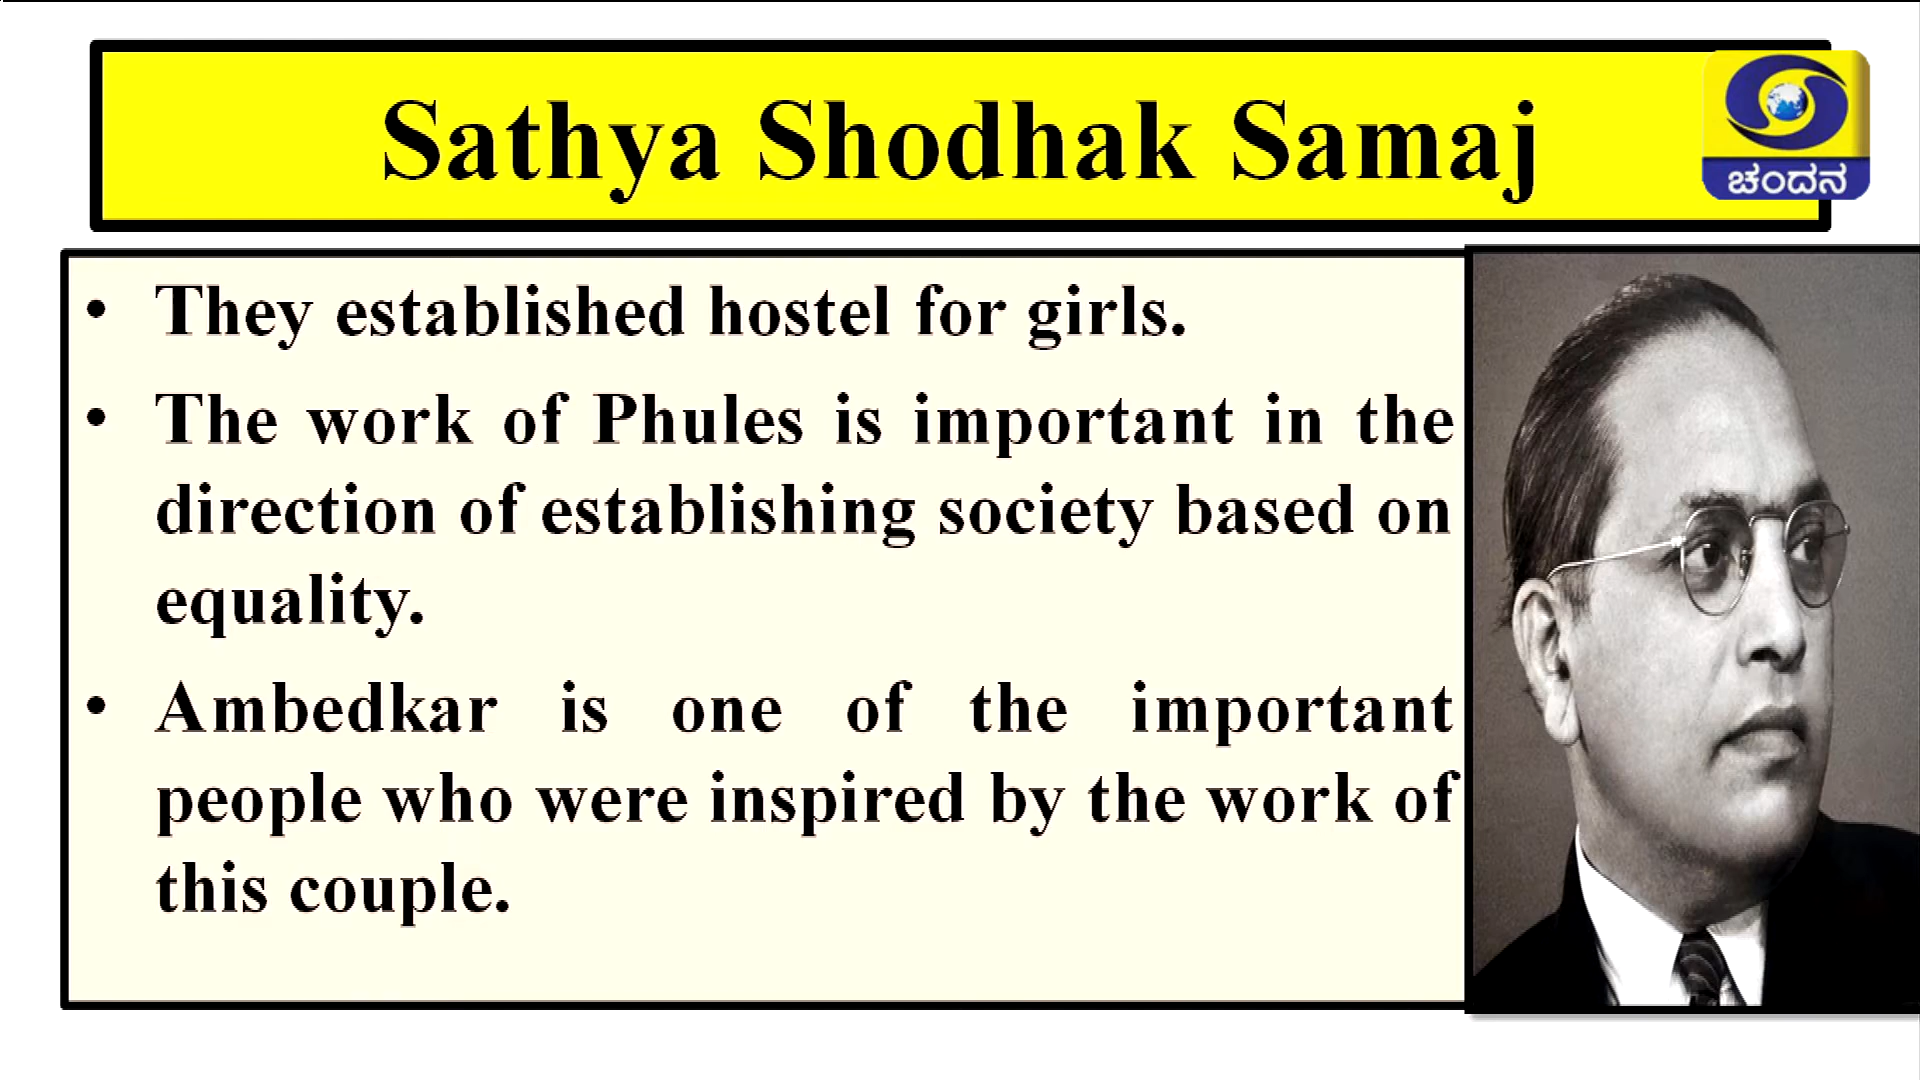 Sathya Shodhak Samaj
ಚಂದನ
• They established hostel for girls.
• The work of Phules is important in the
direction of establishing society based on
equality.
• Ambedkar is one of the important
people who were inspired by the work of
this couple.